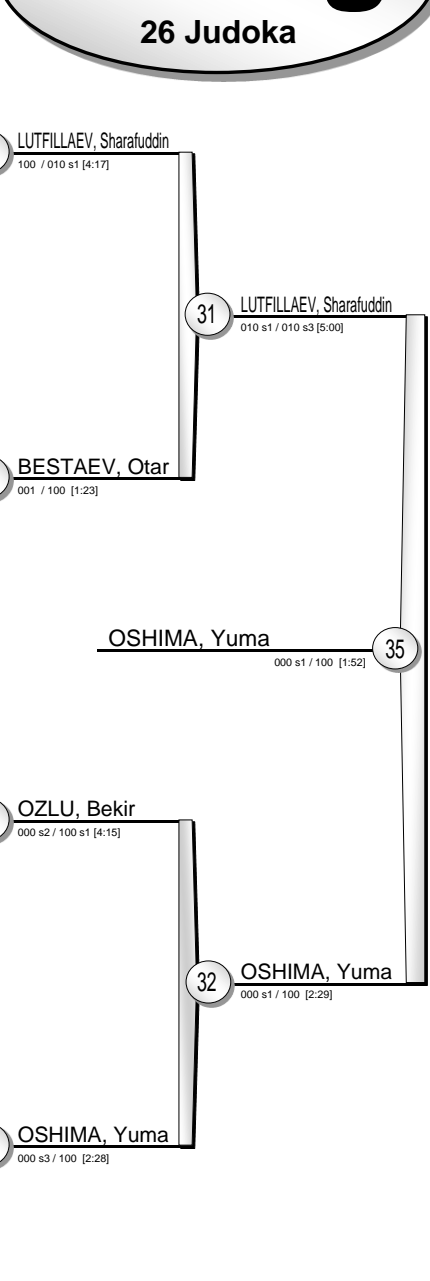 26 Judoka
LUTFILLAEV, Sharafuddin
100 / 010 s1 [4:17]
31
LUTFILLAEV, Sharafuddin
010 s1 / 010 s3 [5:00]
BESTAEV, Otar
001 / 100 [1:23]
OSHIMA, Yuma
35
000 s1 / 100 [1:52]
OZLU, Bekir
000 s2 / 100 s1 [4:15]
32
OSHIMA, Yuma
000 s1 / 100 [2:29]
OSHIMA, Yuma
000 s3 / 100 [2:28]